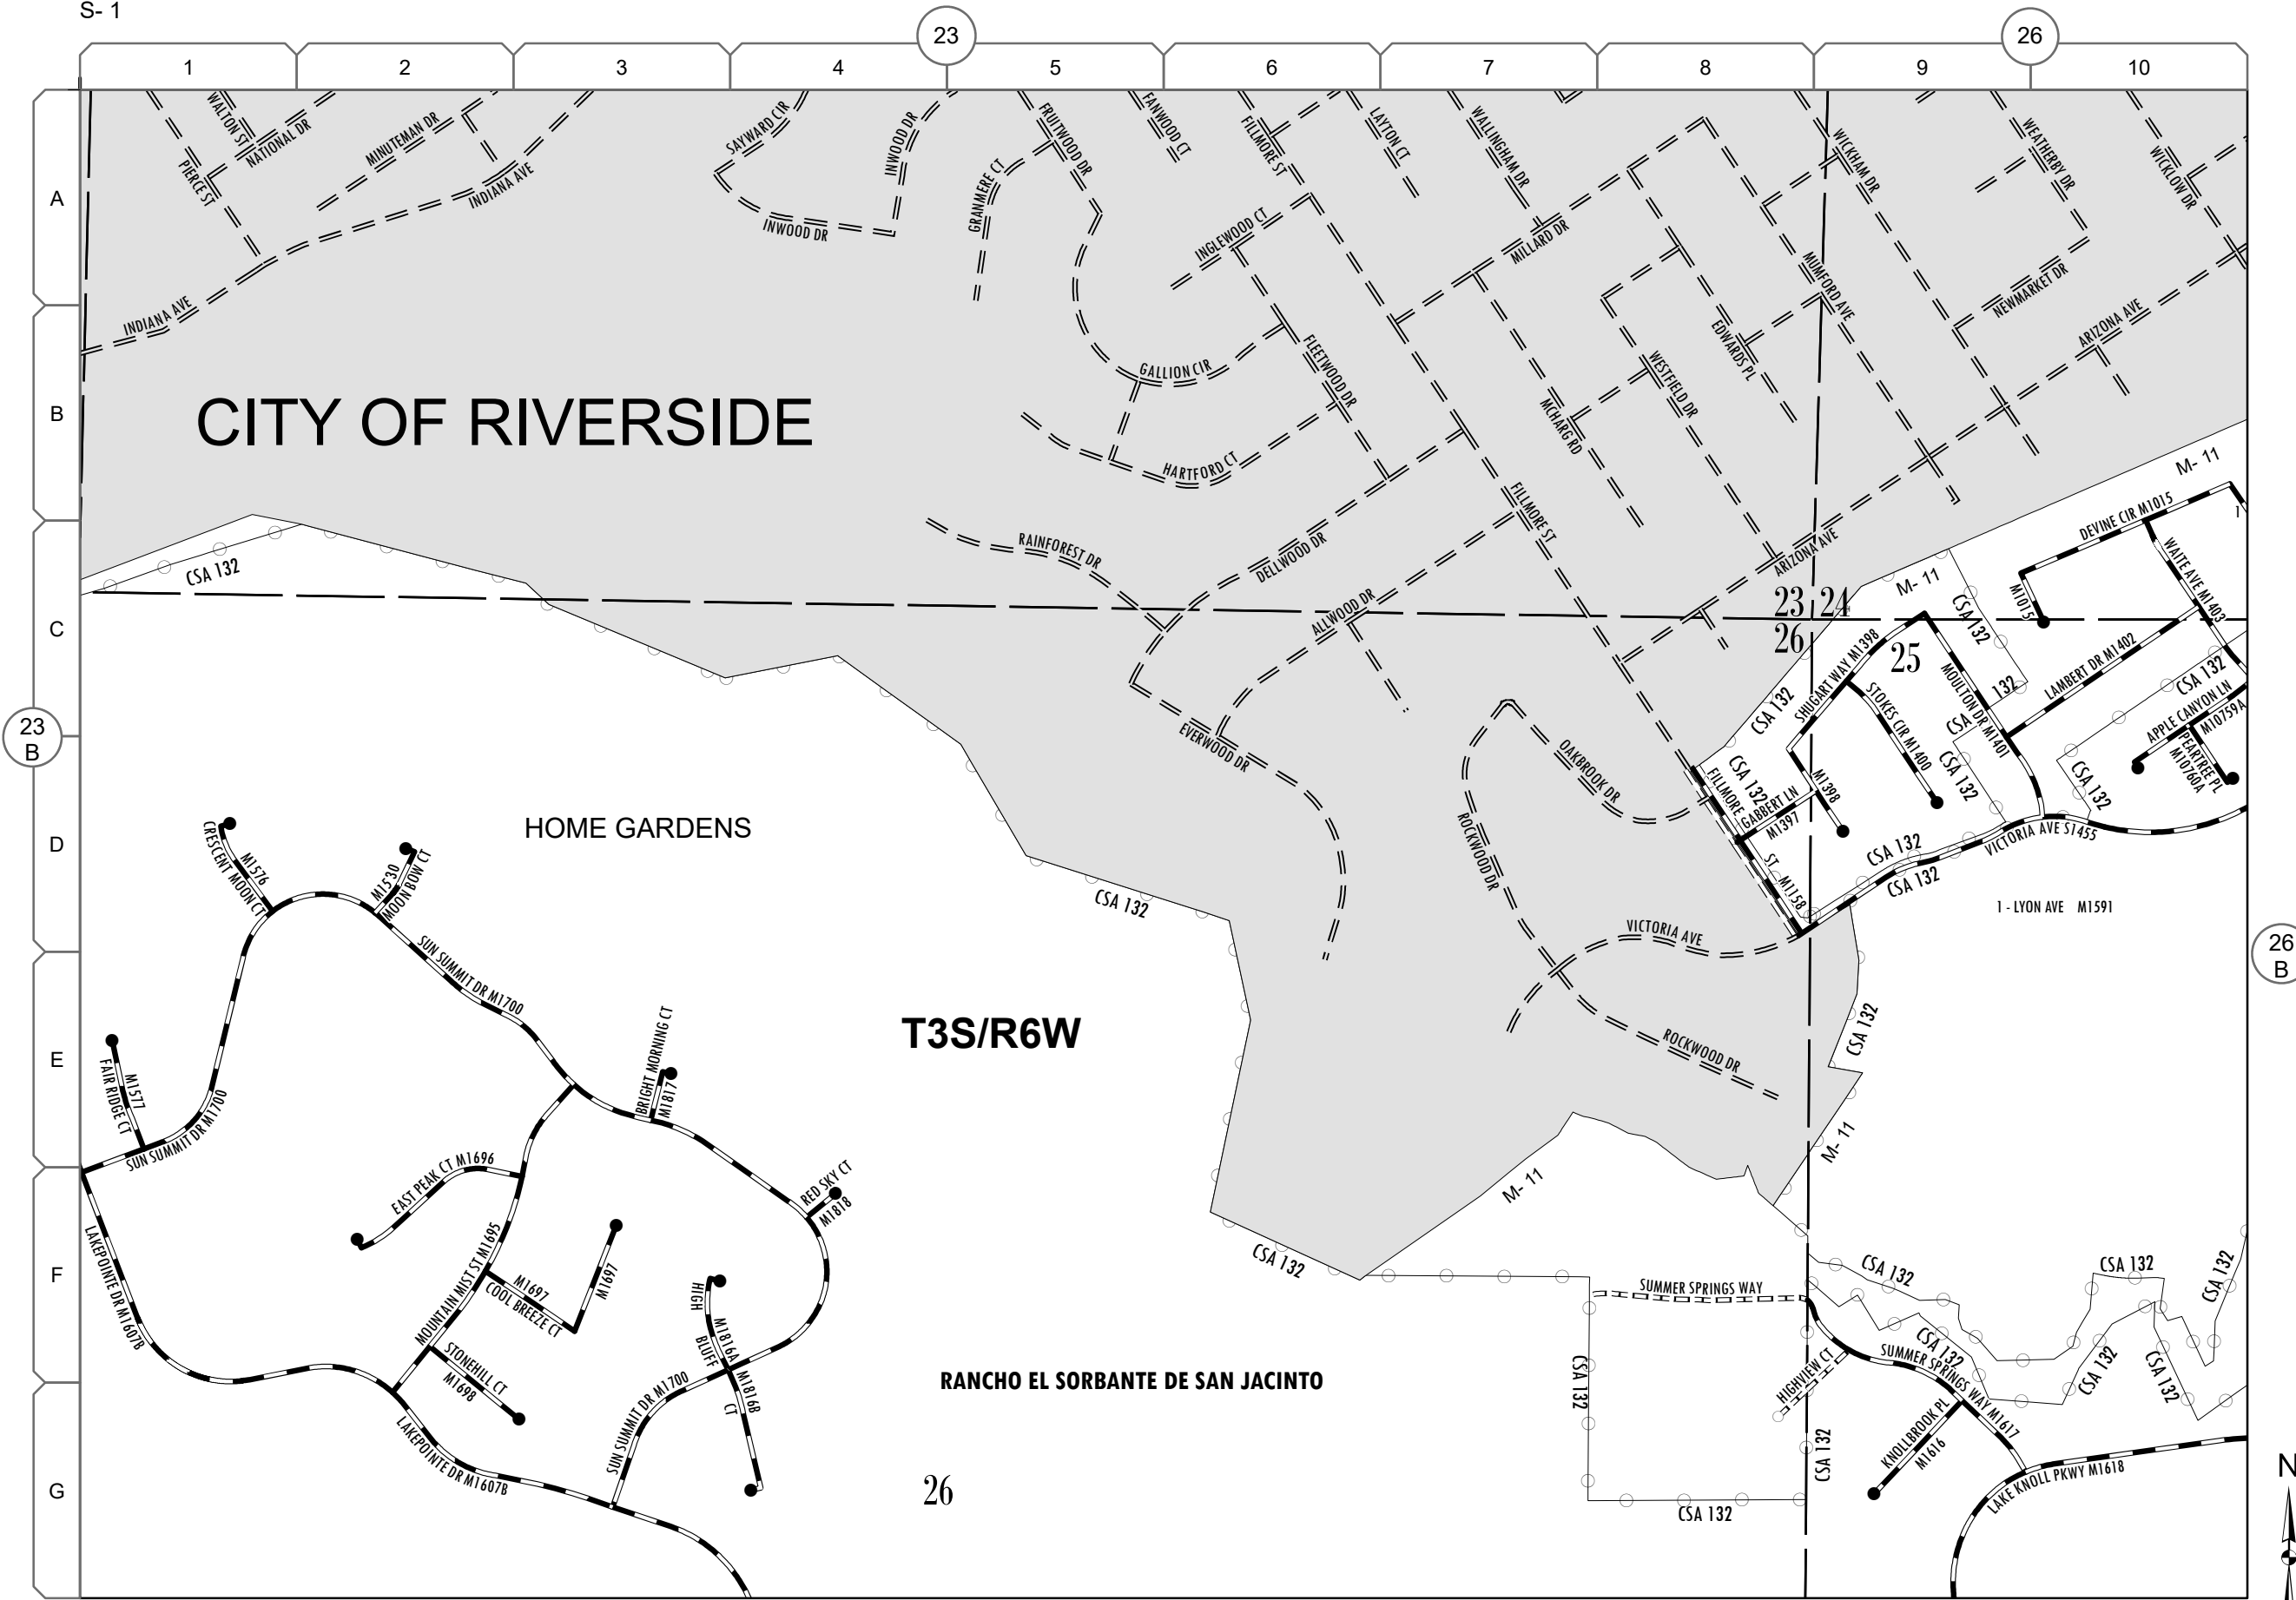 S- 1
23
26
1
2
3
4
5
6
7
8
9
10
A
B
C
D
E
F
G
23
B
26
B
N
WALTON ST
NATIONAL DR
PIERCE ST
MINUTEMAN DR
INDIANA AVE
INDIANA AVE
SAYWARD CIR
INWOOD DR
INWOOD DR
GRANMERE CT
FRUITWOOD DR
FANWOOD CT
FILLMORE ST
LAYTON CT
WALLINGHAM DR
INGLEWOOD CT
MILLARD DR
WICKHAM DR
WEATHERBY DR
WICKLOW DR
MUMFORD AVE
NEWMARKET DR
ARIZONA AVE
GALLION CIR
FLEETWOOD DR
HARTFORD CT
MCHARG RD
WESTFIELD DR
EDWARDS PL
CITY OF RIVERSIDE
M- 11
FILLMORE ST
RAINFOREST DR
DELLWOOD DR
ARIZONA AVE
ALLWOOD DR
CSA 132
23 24
26
25
M- 11
CSA 132
DEVINE CIR M1015
1
M1015
WAITE AVE M1403
LAMBERT DR M1402
SHUGART WAY M1398
STOKES CIR M1400
MOULTON DR M1401
CSA 132
CSA 132
CSA 132
APPLE CANYON LN
M10759A
PEARTREE PL
M10760A
CSA 132
CSA 132
EVERWOOD DR
OAKBROOK DR
ROCKWOOD DR
CSA 132
FILLMORE
ST
M1158
GABBERT LN
M1397
M1398
VICTORIA AVE S1455
CSA 132
CSA 132
1 - LYON AVE M1591
HOME GARDENS
CRESCENT MOON CT
M1576
M1530
MOON BOW CT
CSA 132
VICTORIA AVE
SUN SUMMIT DR M1700
T3S/R6W
BRIGHT MORNING CT
M1817
ROCKWOOD DR
CSA 132
FAIR RIDGE CT
M1577
SUN SUMMIT DR M1700
M- 11
M- 11
EAST PEAK CT M1696
RED SKY CT
M1818
LAKEPOINTE DR M1607B
MOUNTAIN MIST ST M1695
M1697
COOL BREEZE CT
M1697
HIGH
BLUFF
CT
M1816A
M1816B
CSA 132
SUMMER SPRINGS WAY
CSA 132
CSA 132
CSA 132
STONEHILL CT
M1698
SUN SUMMIT DR M1700
RANCHO EL SORBANTE DE SAN JACINTO
CSA 132
HIGHVIEW CT
CSA 132
SUMMER SPRINGS WAY M1617
CSA 132
CSA 132
LAKEPOINTE DR M1607B
26
CSA 132
CSA 132
KNOLLBROOK PL
M1616
LAKE KNOLL PKWY M1618